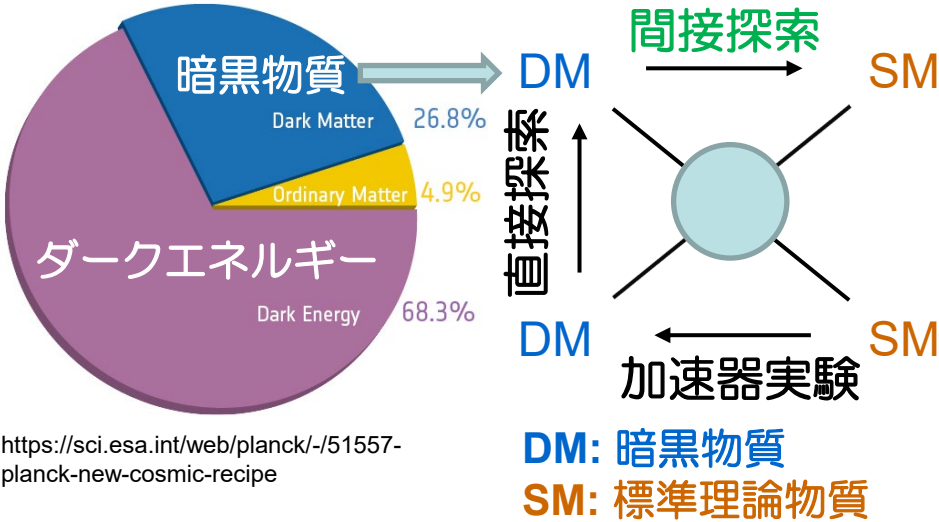 暗黒物質
Dark Matter
26.8%
Ordinary Matter
4.9%
ダークエネルギー
Dark Energy
68.3%
https://sci.esa.int/web/planck/-/51557-
planck-new-cosmic-recipe
間接探索
DM
SM
直接探索
DM
SM
加速器実験
DM: 暗黒物質
SM: 標準理論物質